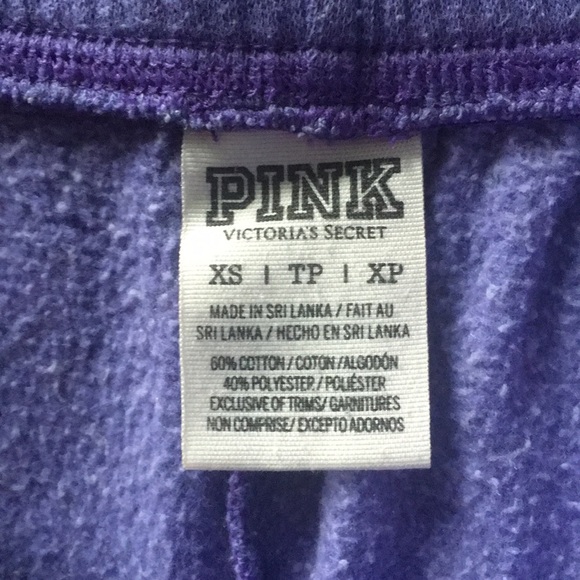 PINK
VICTORIA'S SECRET
XS | TP | XP
MADE IN SRI LANKA / FAIT AU
SRI LANKA / HECHO EN SRI LANKA
60% COTTON / COTON / ALGODÓN
40% POLYESTER / POLIÉSTER
EXCLUSIVE OF TRIMS/ GARNITURES
NON COMPRISE/ EXCEPTO ADORNOS